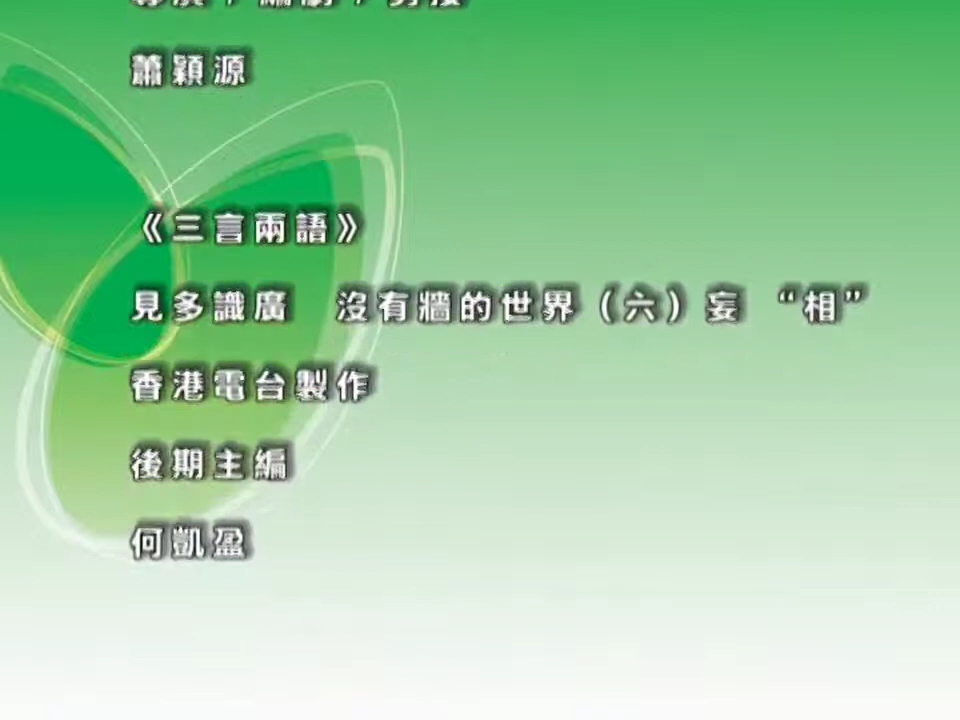 蕭穎源
《三言兩語》
見多識廣 沒有牆的世界（六）妄 “相”
香港電台製作
後期主編
何凱盈